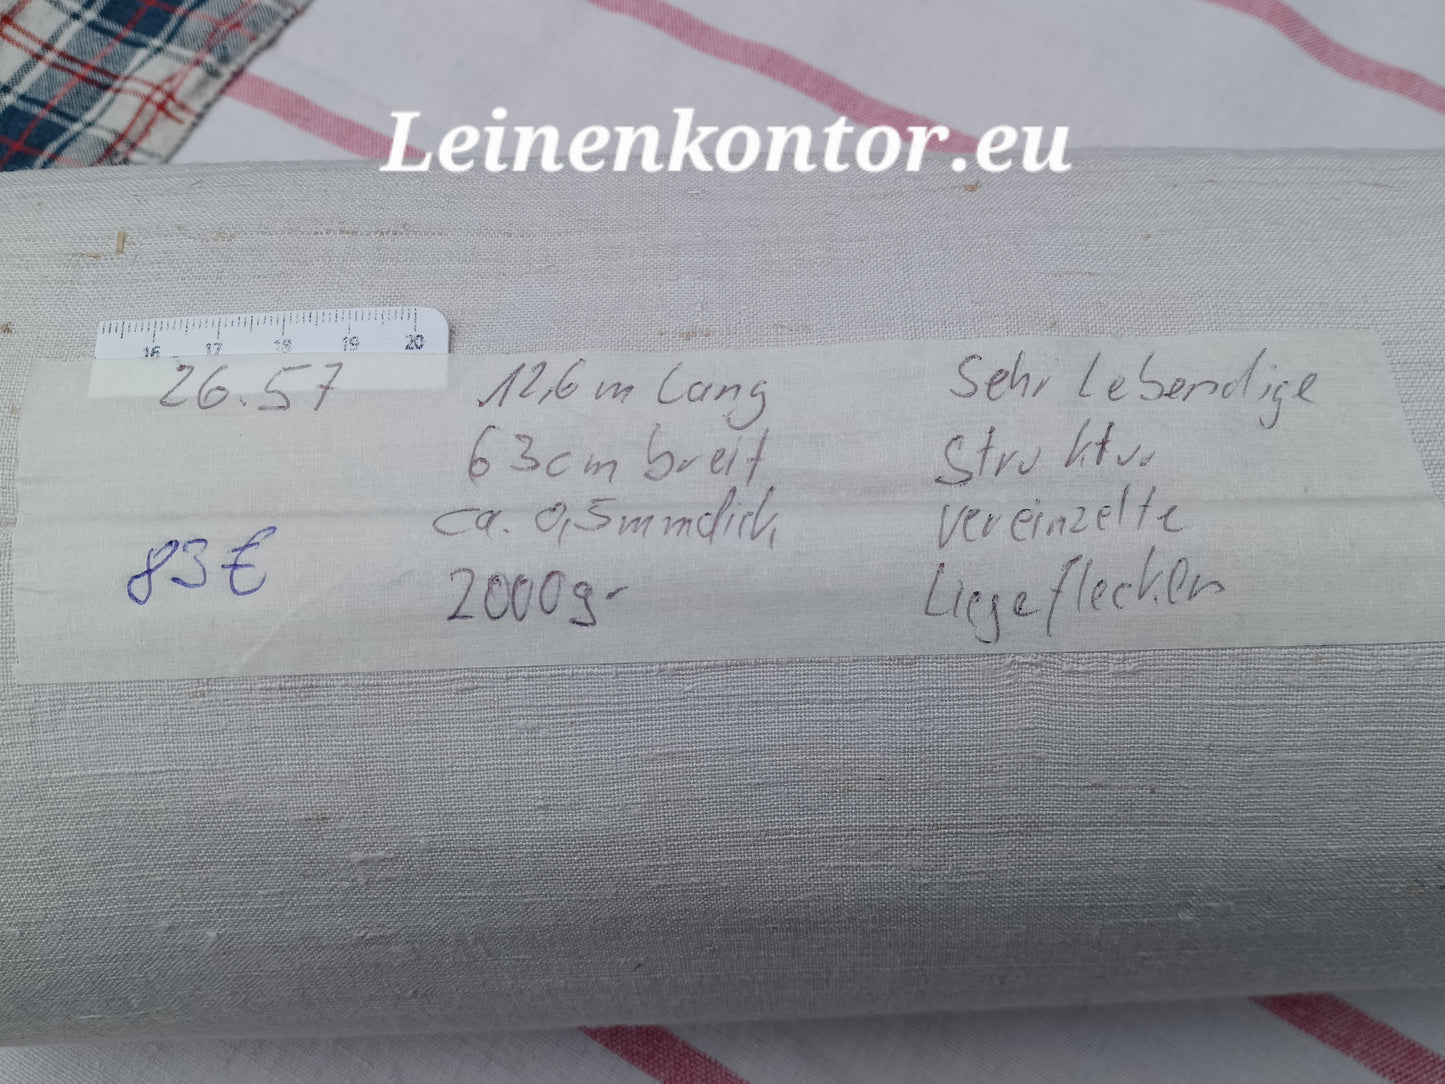 Leinenkontor.eu
16 17 18 19 20
26.57
83€
12,6 m lang
63cm breit
ca. 0,5mm dick
2000gr
Sehr Lebendige
Struktur
vereinzelte
Liegeflecken